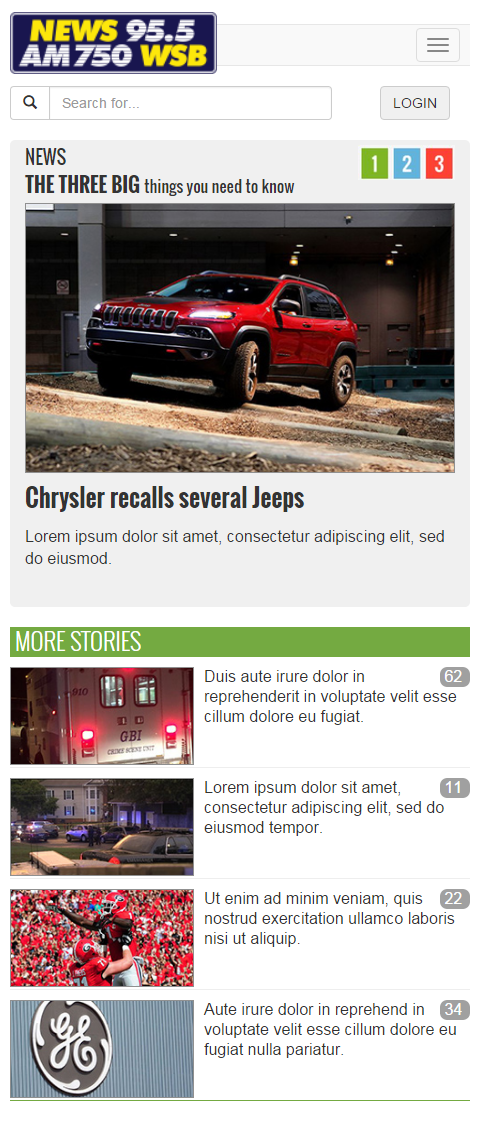 NEWS 95.5
AM 750 WSB
Search for...
LOGIN
NEWS
1 2 3
THE THREE BIG things you need to know
Chrysler recalls several Jeeps
Lorem ipsum dolor sit amet, consectetur adipiscing elit, sed
do eiusmod.
MORE STORIES
910
GBI
CRIME SCENE UNIT
Duis aute irure dolor in
62
reprehenderit in voluptate velit esse
cillum dolore eu fugiat.
Lorem ipsum dolor sit amet,
11
consectetur adipiscing elit, sed do
eiusmod tempor.
Ut enim ad minim veniam, quis
22
nostrud exercitation ullamco laboris
nisi ut aliquip.
GE
Aute irure dolor in reprehend in
34
voluptate velit esse cillum dolore eu
fugiat nulla pariatur.